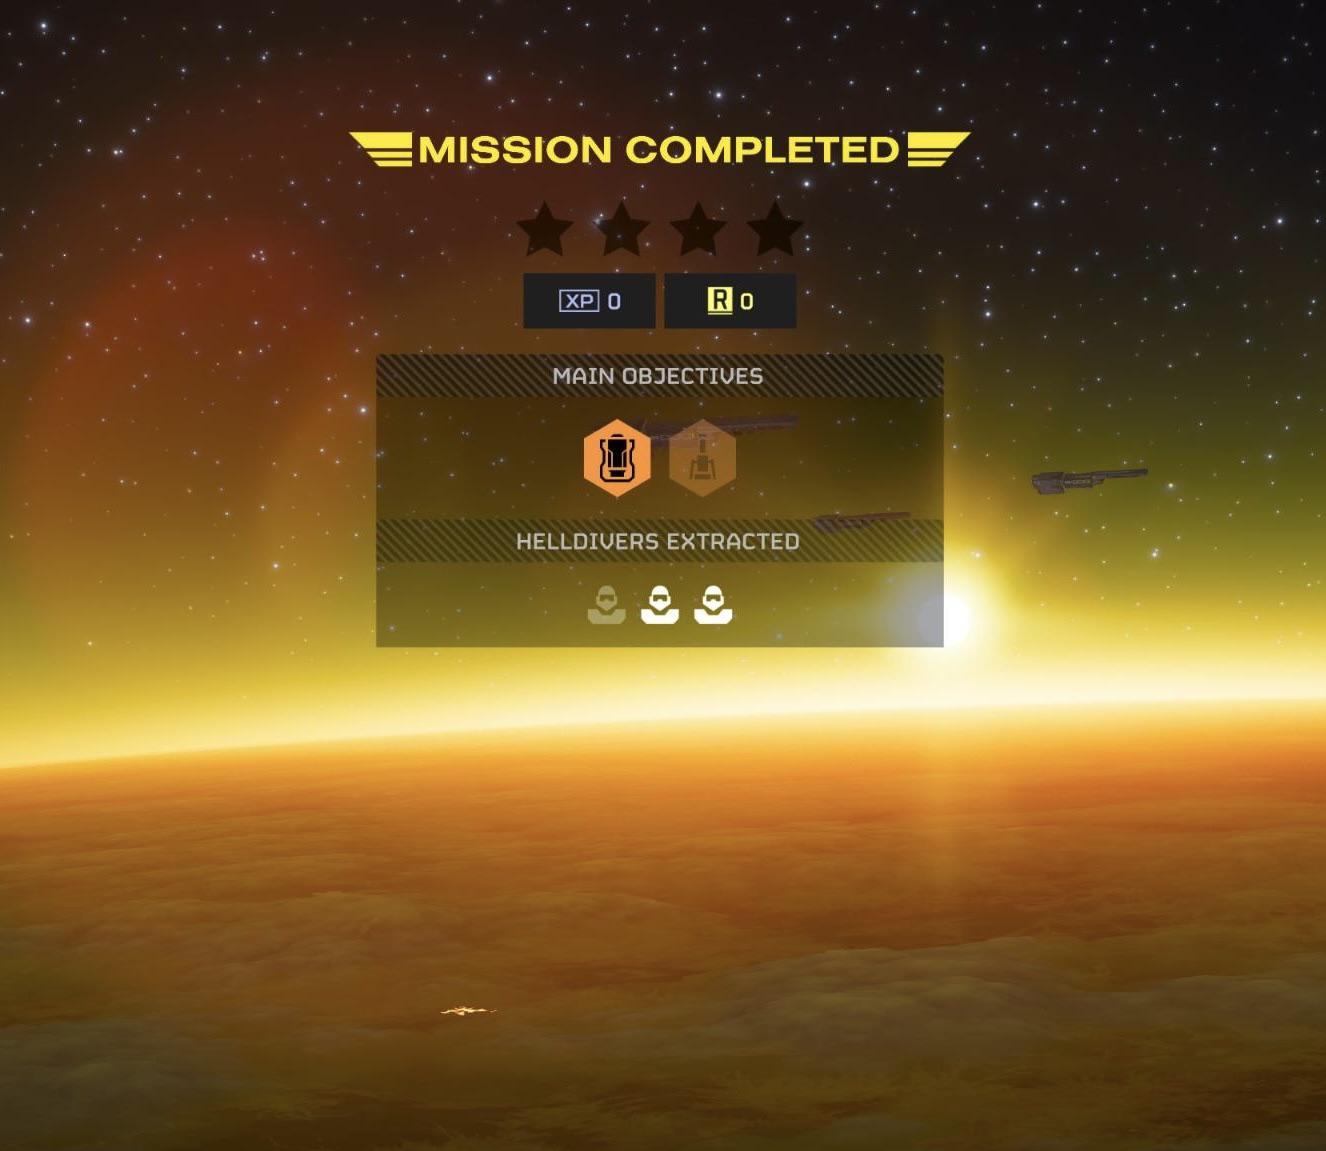 MISSION COMPLETED
XP 0
R 0
MAIN OBJECTIVES
HELLDIVERS EXTRACTED